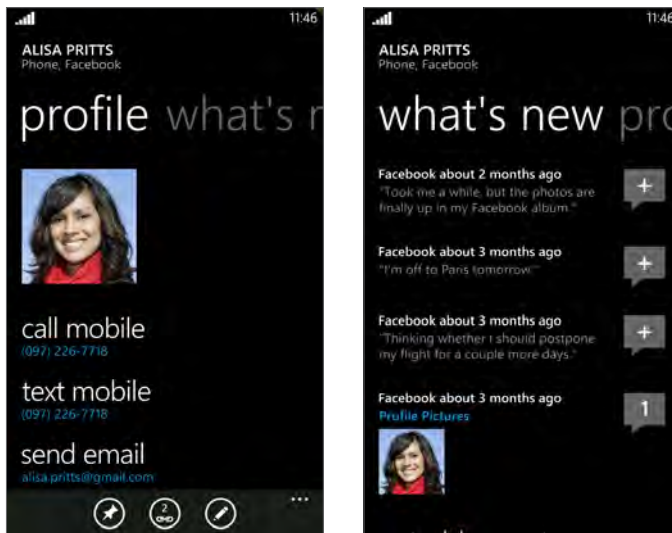 11:46
ALISA PRITTS
Phone, Facebook
profile what's
call mobile
(097) 226-7718
text mobile
(097) 226-7718
send email
alisa.pritts@gmail.com
2
...
11:46
ALISA PRITTS
Phone, Facebook
what's new pro
Facebook about 2 months ago
"Took me a while, but the photos are
finally up in my Facebook album."
+
Facebook about 3 months ago
"I'm off to Paris tomorrow."
+
Facebook about 3 months ago
"Thinking whether I should postpone
my flight for a couple more days."
+
Facebook about 3 months ago
Profile Pictures
1